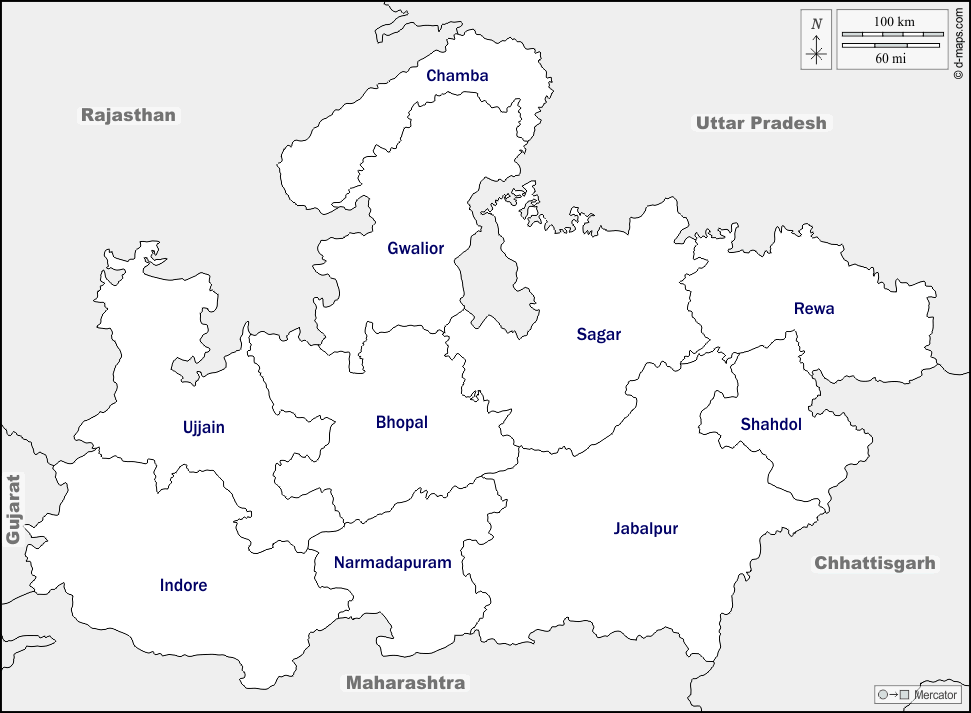 N
100 km
60 mi
© d-maps.com
Chamba
Rajasthan
Uttar Pradesh
Gwalior
Rewa
Sagar
Bhopal
Shahdol
Ujjain
Gujarat
Jabalpur
Narmadapuram
Chhattisgarh
Indore
Maharashtra
Mercator